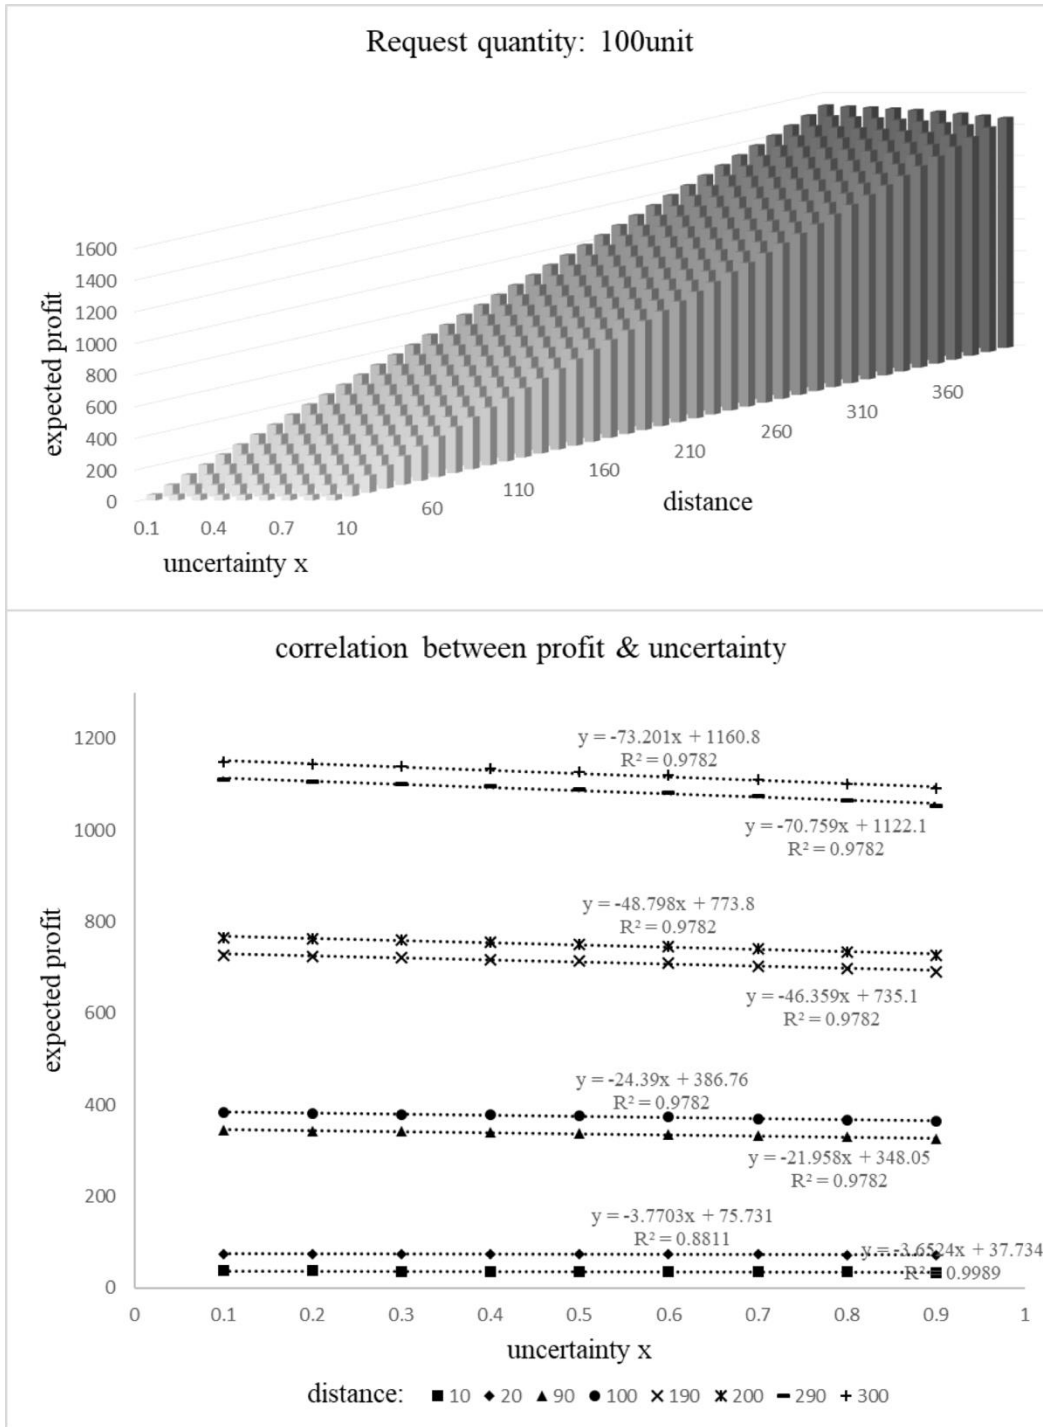 Request quantity: 100unit
1600
1400
1200
1000
800
600
400
200
0
expected profit
0.1 0.4 0.7 10 60 110 160 210 260 310 360
uncertainty x
distance
correlation between profit & uncertainty
1200
1000
800
600
400
200
0
expected profit
y = -73.201x + 1160.8
R² = 0.9782
y = -70.759x + 1122.1
R² = 0.9782
y = -48.798x + 773.8
R² = 0.9782
y = -46.359x + 735.1
R² = 0.9782
y = -24.39x + 386.76
R² = 0.9782
y = -21.958x + 348.05
R² = 0.9782
y = -3.7703x + 75.731
R² = 0.8811
y = -3.6524x + 37.734
R² = 0.9989
0 0.1 0.2 0.3 0.4 0.5 0.6 0.7 0.8 0.9 1
uncertainty x
distance: 10 20 90 100 190 200 290 300